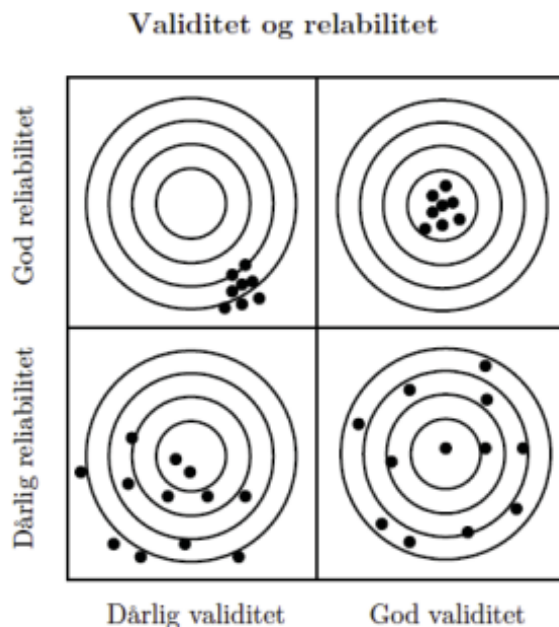 Validitet og relabilitet
God reliabilitet
Dårlig reliabilitet
Dårlig validitet
God validitet